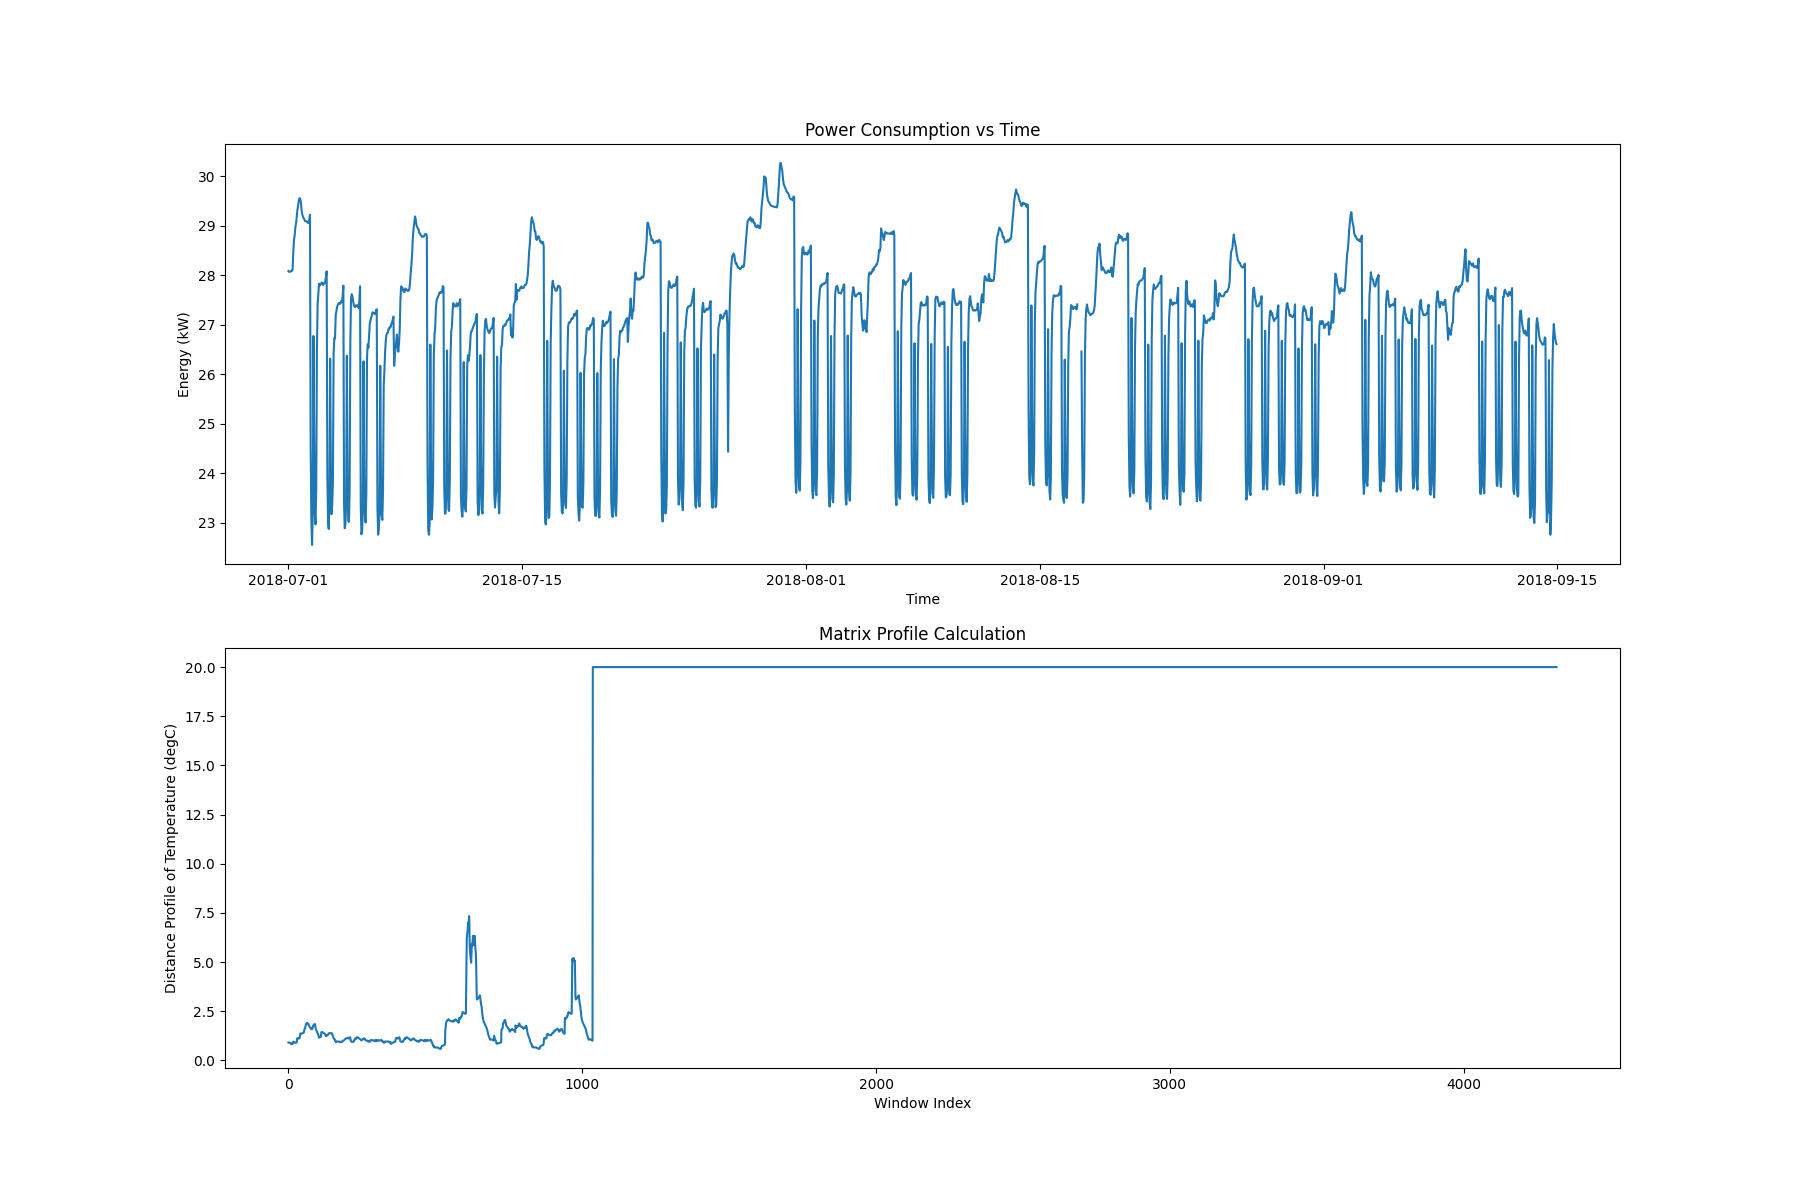 Power Consumption vs Time
30
29
28
27
26
25
24
23
Energy (kW)
2018-07-01 2018-07-15 2018-08-01 2018-08-15 2018-09-01 2018-09-15
Time
Matrix Profile Calculation
20.0
17.5
15.0
12.5
10.0
7.5
5.0
2.5
0.0
Distance Profile of Temperature (degC)
0 1000 2000 3000 4000
Window Index